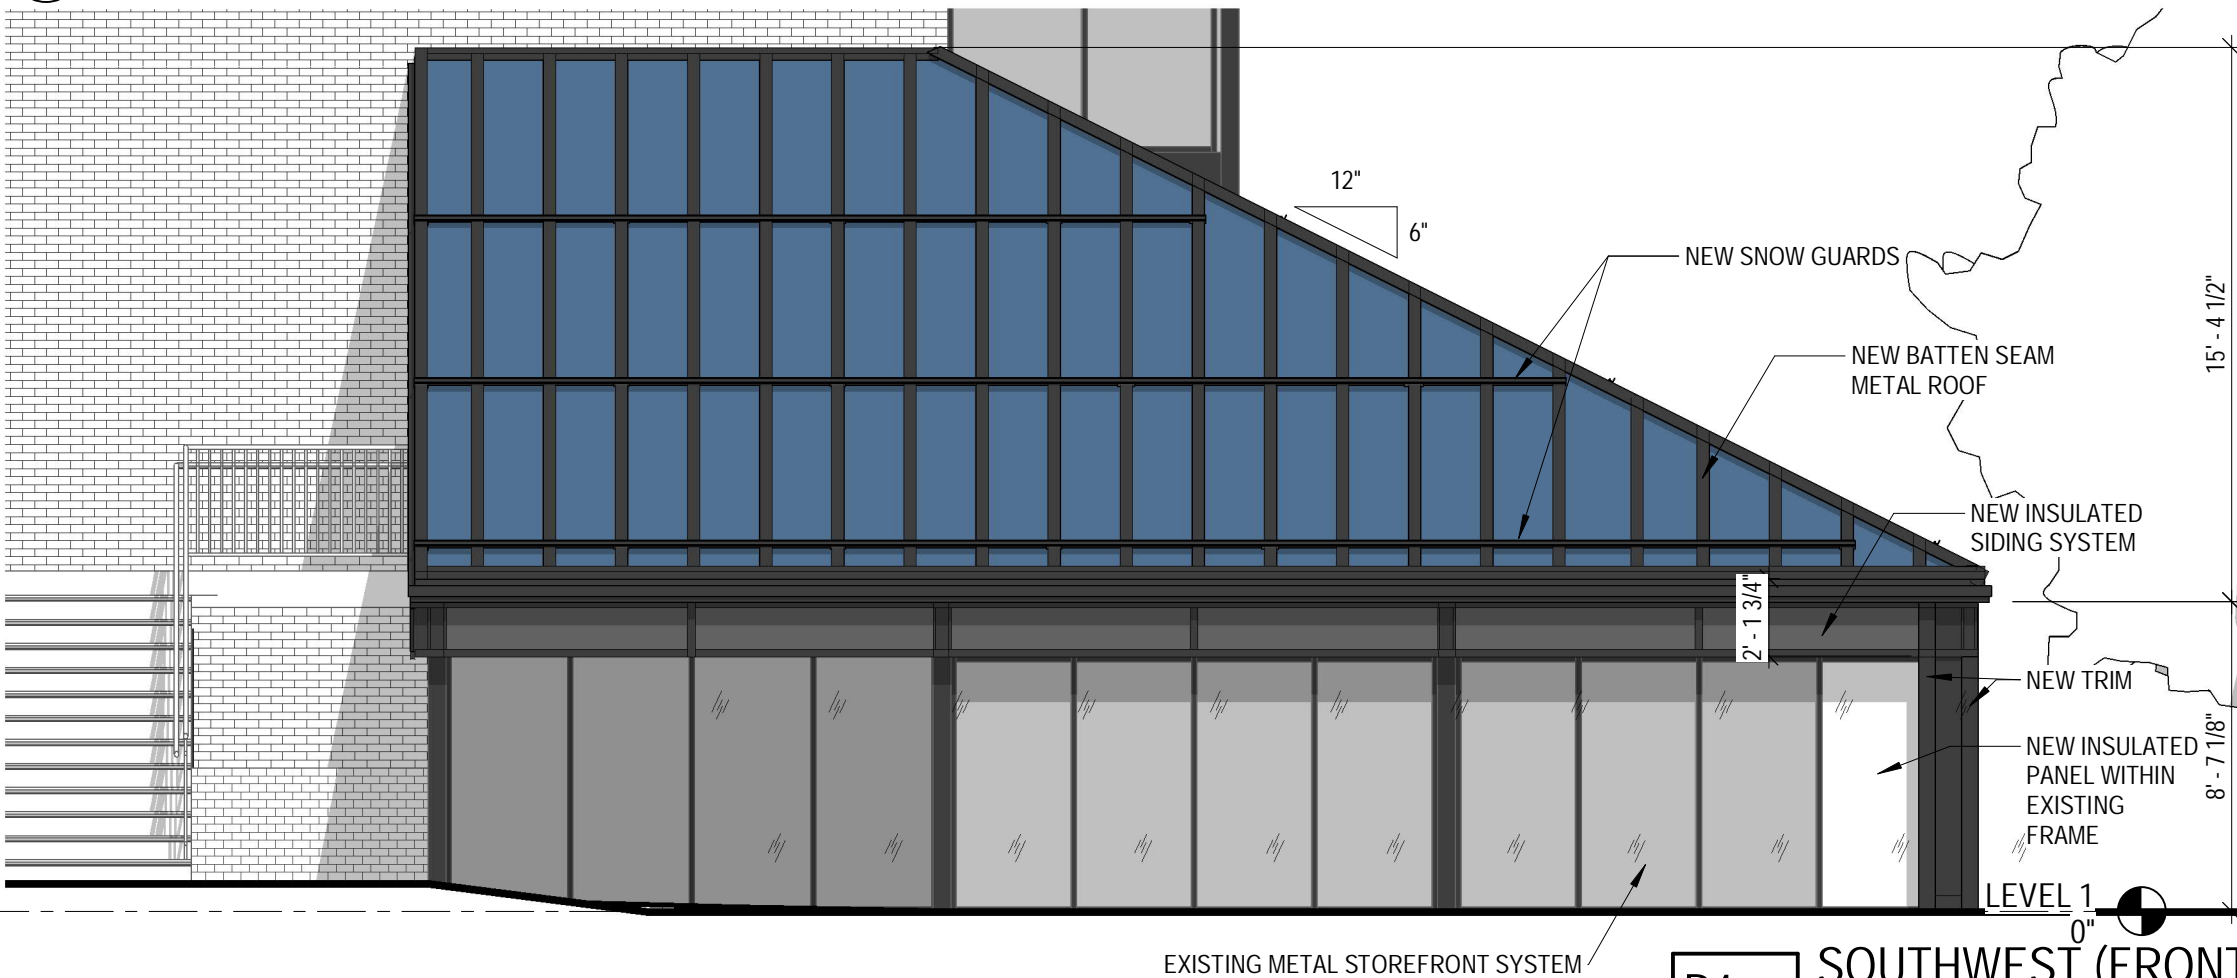 12"
6"
NEW SNOW GUARDS
15' - 4 1/2"
NEW BATTEN SEAM
METAL ROOF
NEW INSULATED
SIDING SYSTEM
2' - 1 3/4"
NEW TRIM
NEW INSULATED
PANEL WITHIN
EXISTING
FRAME
8' - 7 1/8"
LEVEL 1
0"
EXISTING METAL STOREFRONT SYSTEM
SOUTHWEST (FRONT